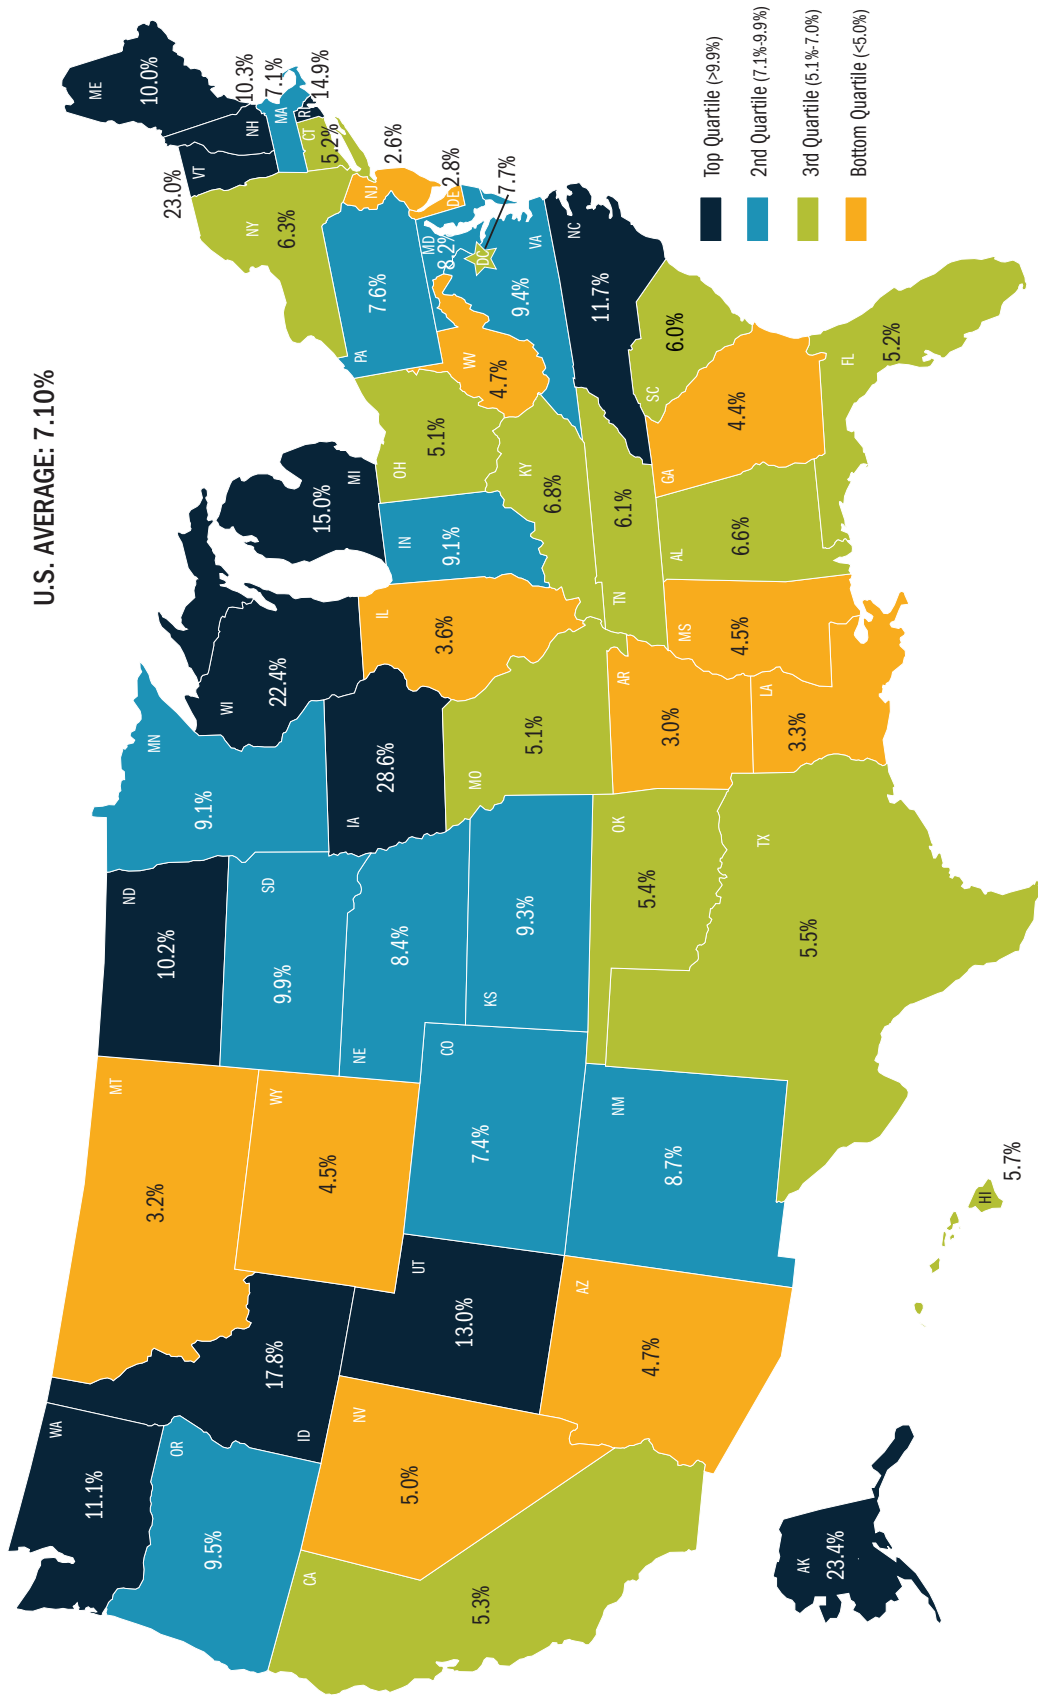 U.S. AVERAGE: 7.10%
WA
11.1%
OR
9.5%
CA
5.3%
NV
5.0%
ID
17.8%
MT
3.2%
WY
4.5%
UT
13.0%
AZ
4.7%
CO
7.4%
NM
8.7%
ND
10.2%
SD
9.9%
NE
8.4%
KS
9.3%
OK
5.4%
TX
5.5%
MN
9.1%
IA
28.6%
MO
5.1%
AR
3.0%
LA
3.3%
WI
22.4%
IL
3.6%
MS
4.5%
MI
15.0%
IN
9.1%
OH
5.1%
KY
6.8%
TN
6.1%
AL
6.6%
GA
4.4%
FL
5.2%
SC
6.0%
NC
11.7%
VA
9.4%
WV
4.7%
PA
7.6%
NY
6.3%
MD
8.2%
DC
7.7%
DE
2.8%
NJ
2.6%
CT
5.2%
RI
14.9%
MA
7.1%
NH
10.3%
VT
23.0%
ME
10.0%
AK
23.4%
HI
5.7%
Top Quartile (>9.9%)
2nd Quartile (7.1%-9.9%)
3rd Quartile (5.1%-7.0%)
Bottom Quartile (<5.0%)